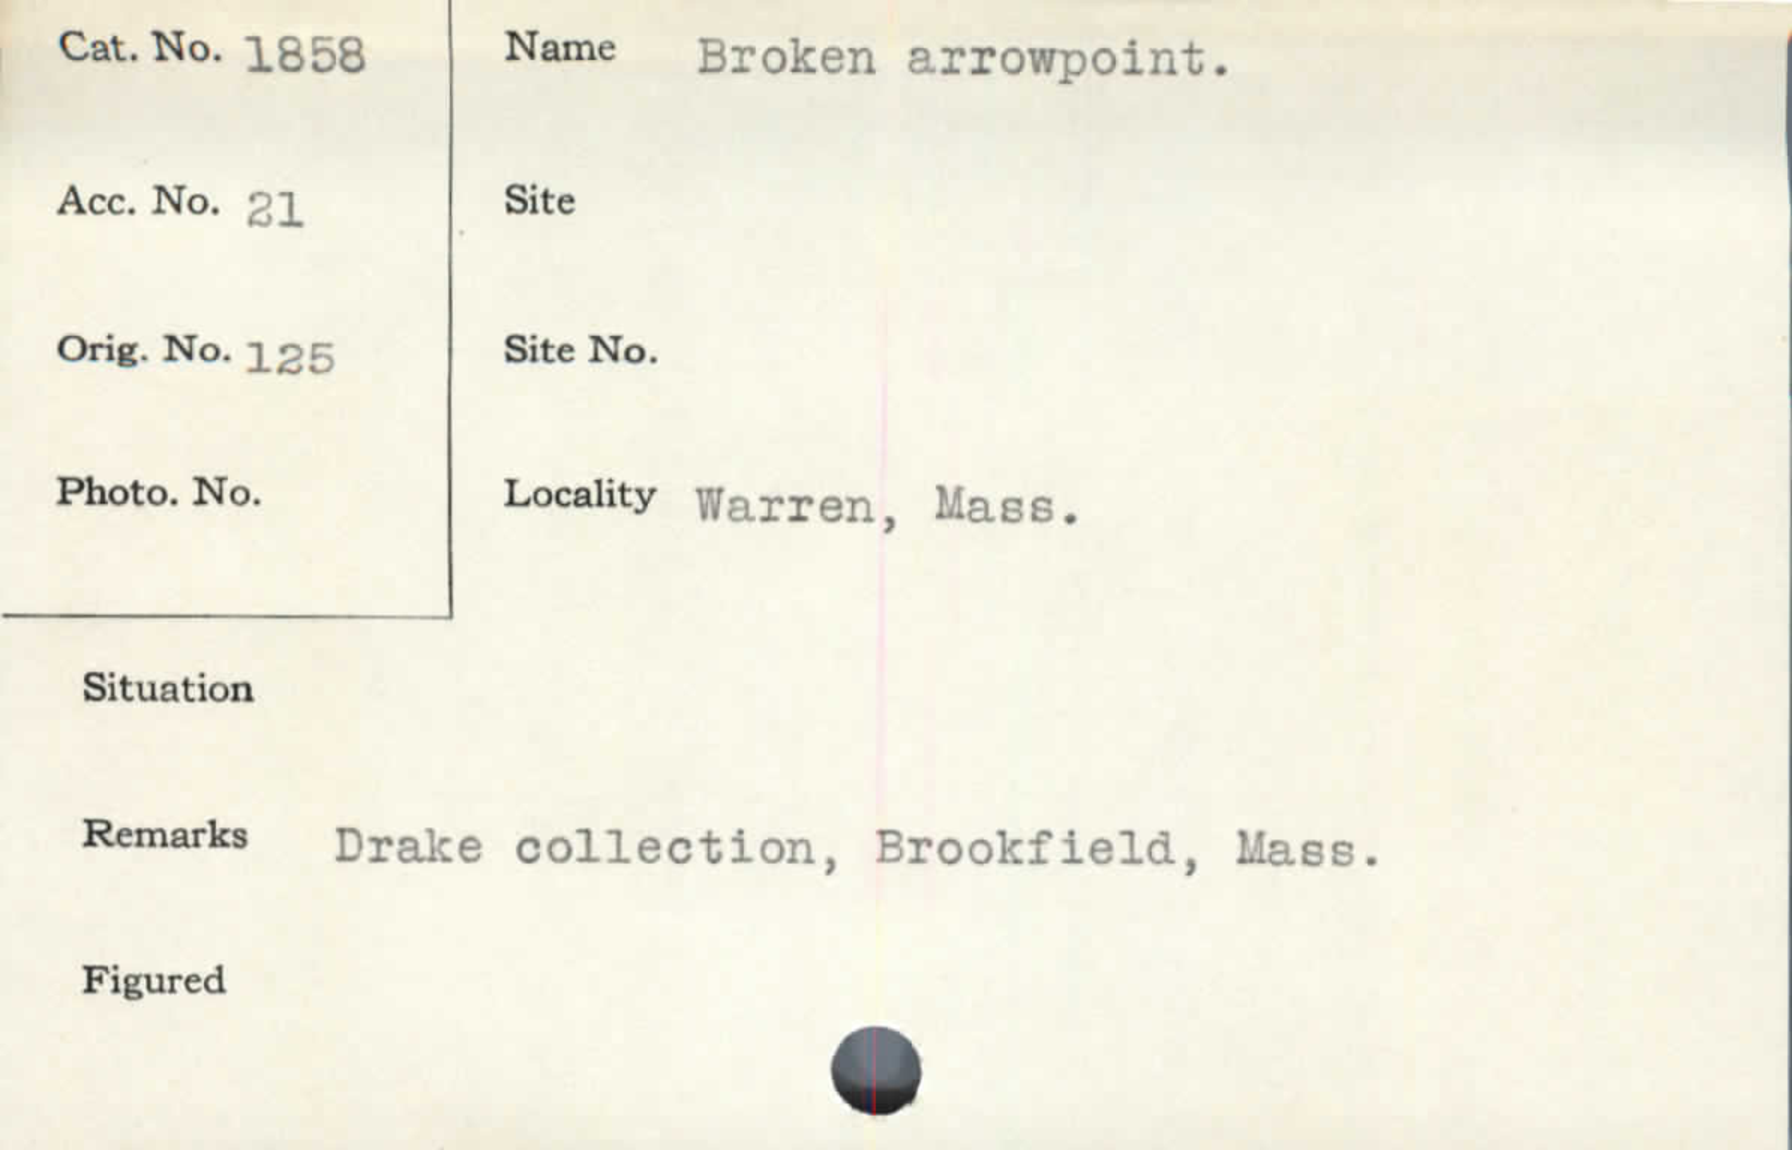 Cat. No. 1858
Name Broken arrowpoint.
Acc. No. 21
Site
Orig. No. 125
Site No.
Photo. No.
Locality Warren, Mass.
Situation
Remarks Drake collection, Brookfield, Mass.
Figured